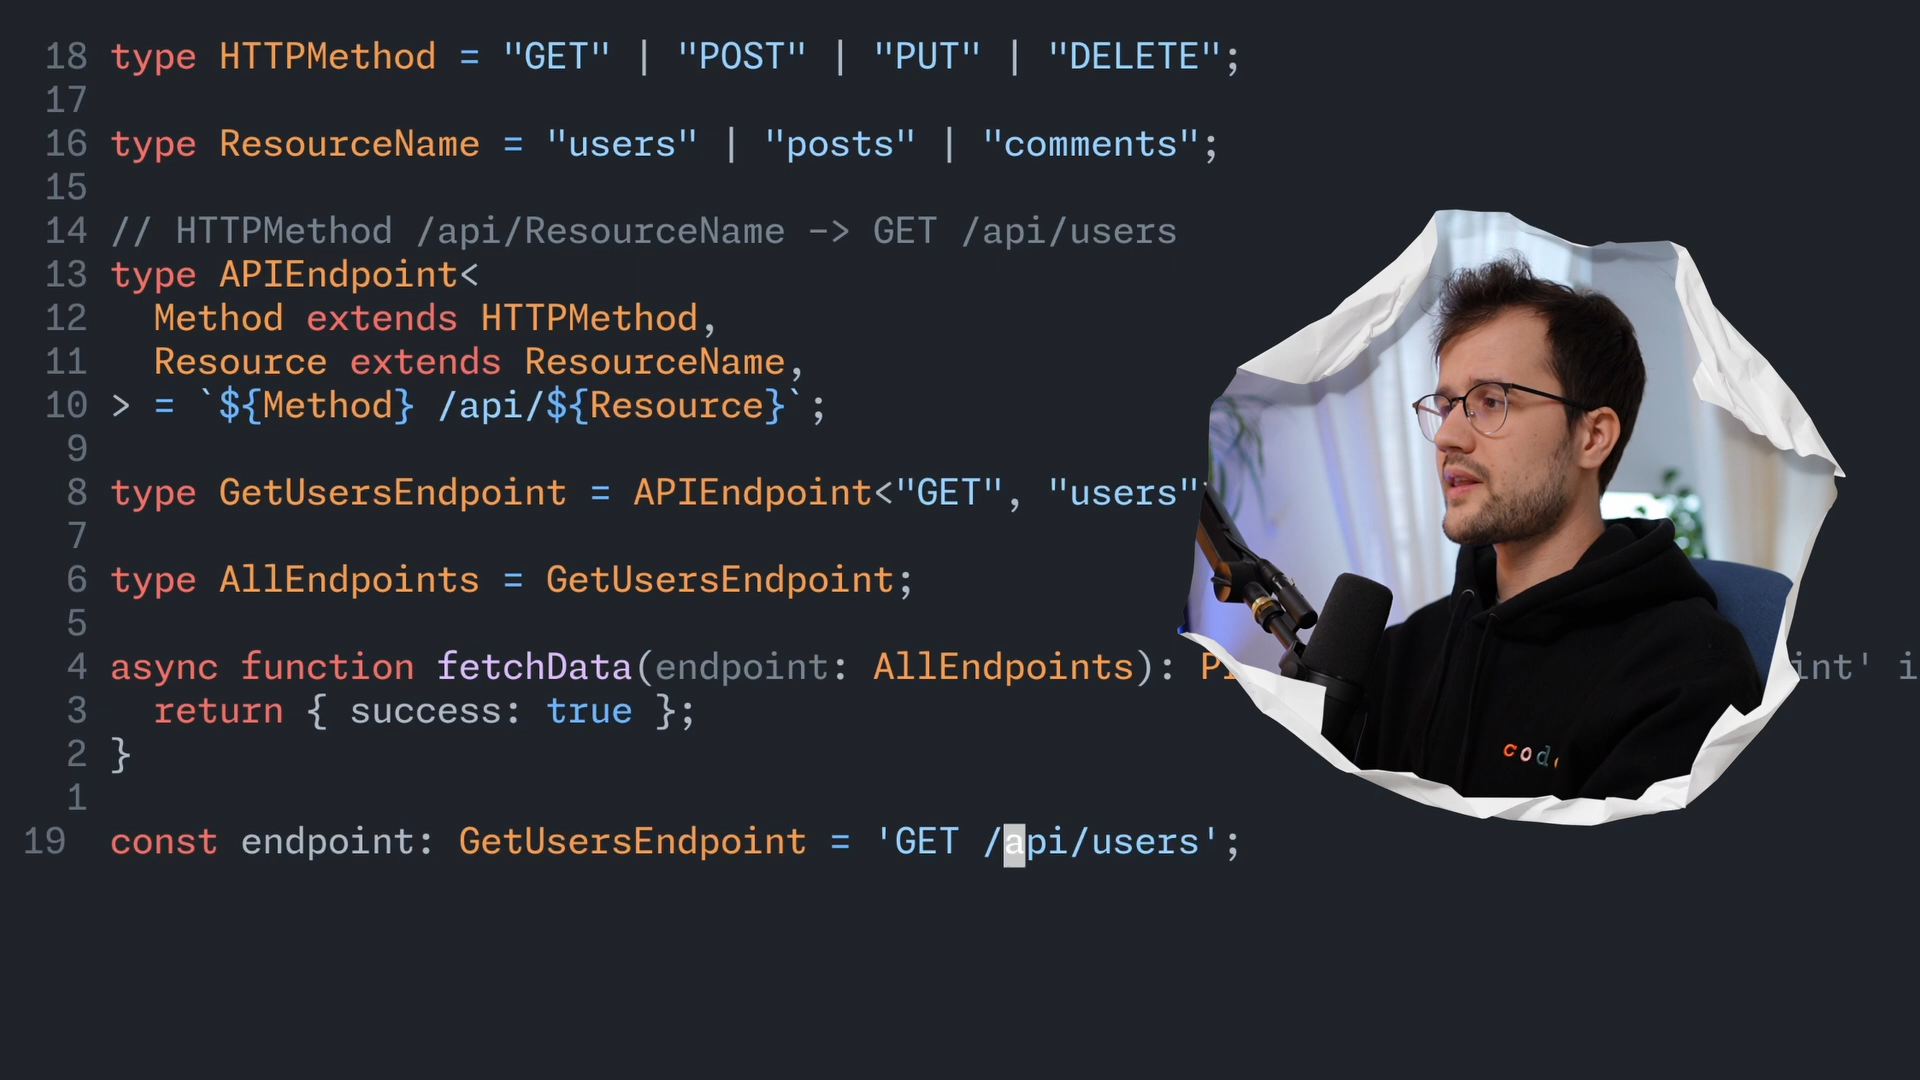 18 type HTTPMethod = "GET" | "POST" | "PUT" | "DELETE";
17
16 type ResourceName = "users" | "posts" | "comments";
15
14 // HTTPMethod /api/ResourceName -> GET /api/users
13 type APIEndpoint<
12   Method extends HTTPMethod,
11   Resource extends ResourceName,
10 > = `${Method} /api/${Resource}`;
9
8 type GetUsersEndpoint = APIEndpoint<"GET", "users"
7
6 type AllEndpoints = GetUsersEndpoint;
5
4 async function fetchData(endpoint: AllEndpoints): int' i
3   return { success: true };
2 }
1
19 const endpoint: GetUsersEndpoint = 'GET /api/users';
cod